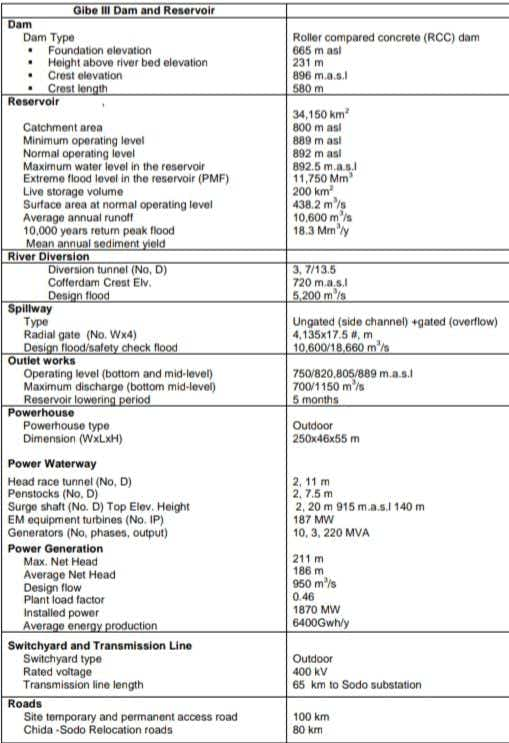 Gibe III Dam and Reservoir
Dam
Dam Type Roller compared concrete (RCC) dam
• Foundation elevation 665 m asl
• Height above river bed elevation 231 m
• Crest elevation 896 m.a.s.l
• Crest length 580 m
Reservoir
34,150 km²
Catchment area 800 m asl
Minimum operating level 889 m asl
Normal operating level 892 m asl
Maximum water level in the reservoir 892.5 m.a.s.l
Extreme flood level in the reservoir (PMF) 11,750 Mm³
Live storage volume 200 km²
Surface area at normal operating level 438.2 m³/s
Average annual runoff 10,600 m³/s
10,000 years return peak flood 18.3 Mm³/y
Mean annual sediment yield
River Diversion
Diversion tunnel (No, D) 3, 7/13.5
Cofferdam Crest Elv. 720 m.a.s.l
Design flood 5,200 m³/s
Spillway
Type Ungated (side channel) +gated (overflow)
Radial gate (No. Wx4) 4,135x17.5 #, m
Design flood/safety check flood 10,600/18,660 m³/s
Outlet works
Operating level (bottom and mid-level) 750/820,805/889 m.a.s.l
Maximum discharge (bottom mid-level) 700/1150 m³/s
Reservoir lowering period 5 months
Powerhouse
Powerhouse type Outdoor
Dimension (WxLxH) 250x46x55 m
Power Waterway
Head race tunnel (No, D) 2, 11 m
Penstocks (No, D) 2, 7.5 m
Surge shaft (No. D) Top Elev. Height 2, 20 m 915 m.a.s.l 140 m
EM equipment turbines (No. IP) 187 MW
Generators (No, phases, output) 10, 3, 220 MVA
Power Generation
Max. Net Head 211 m
Average Net Head 186 m
Design flow 950 m³/s
Plant load factor 0.46
Installed power 1870 MW
Average energy production 6400Gwh/y
Switchyard and Transmission Line
Switchyard type Outdoor
Rated voltage 400 kV
Transmission line length 65 km to Sodo substation
Roads
Site temporary and permanent access road 100 km
Chida -Sodo Relocation roads 80 km